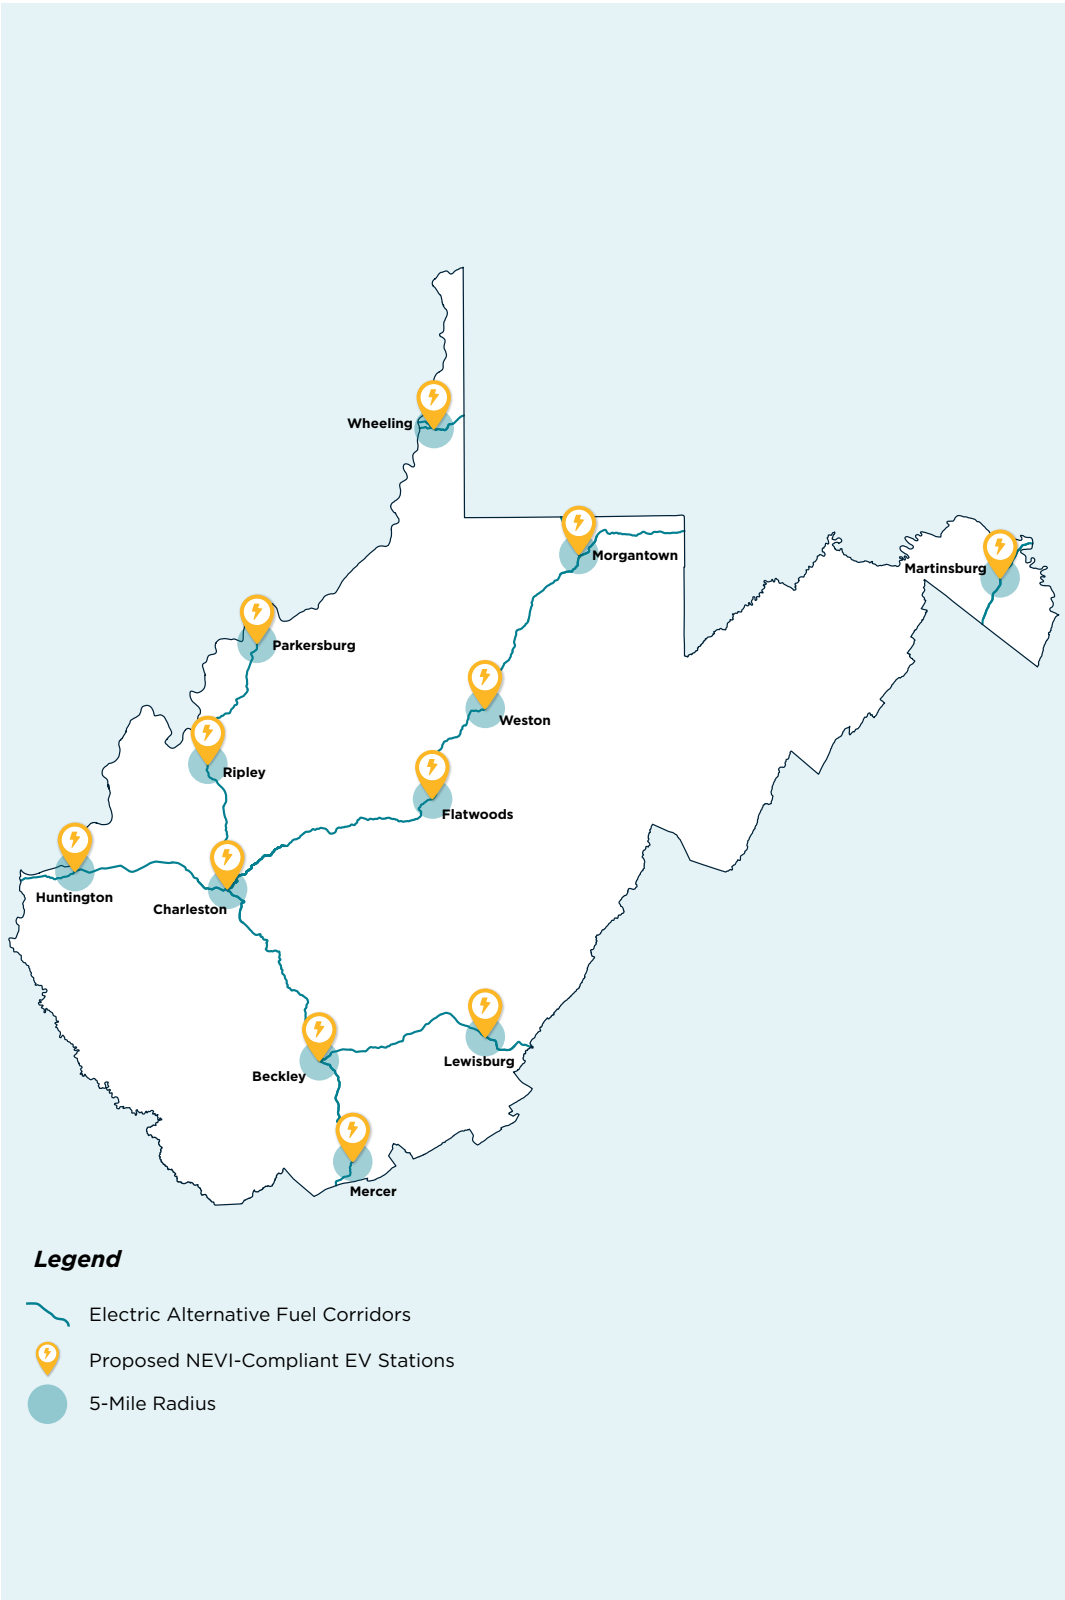 Wheeling
Morgantown
Martinsburg
Parkersburg
Weston
Ripley
Flatwoods
Huntington
Charleston
Lewisburg
Beckley
Mercer
Legend
Electric Alternative Fuel Corridors
Proposed NEVI-Compliant EV Stations
5-Mile Radius